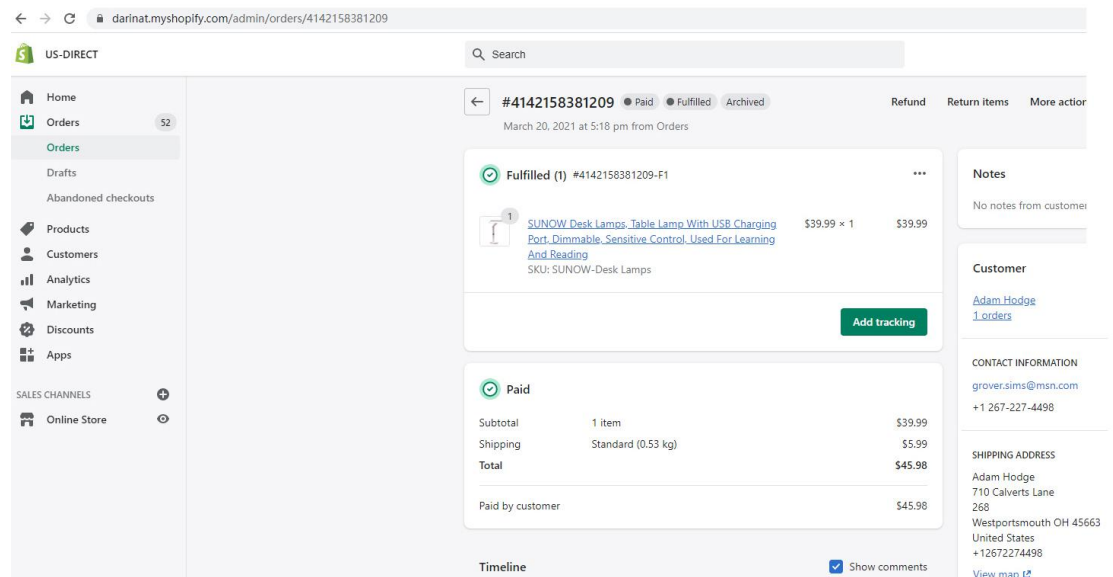 darinat.myshopify.com/admin/orders/4142158381209
US-DIRECT
Search
Home
Orders 52
Orders
Drafts
Abandoned checkouts
Products
Customers
Analytics
Marketing
Discounts
Apps
SALES CHANNELS
Online Store
#4142158381209 Paid Fulfilled Archived
Refund Return items More action
March 20, 2021 at 5:18 pm from Orders
Fulfilled (1) #4142158381209-F1
1
SUNOW Desk Lamps, Table Lamp With USB Charging $39.99 × 1 $39.99
Port, Dimmable, Sensitive Control, Used For Learning
And Reading
SKU: SUNOW-Desk Lamps
Add tracking
Paid
Subtotal 1 item $39.99
Shipping Standard (0.53 kg) $5.99
Total $45.98
Paid by customer $45.98
Timeline Show comments
Notes
No notes from customer
Customer
Adam Hodge
1 orders
CONTACT INFORMATION
grover.sims@msn.com
+1 267-227-4498
SHIPPING ADDRESS
Adam Hodge
710 Calverts Lane
268
Westportsmouth OH 45663
United States
+12672274498
View map